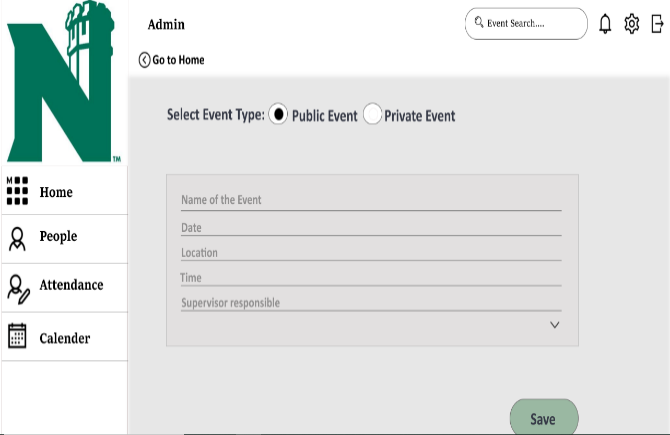 N
TM
Admin
Event Search....
Go to Home
Select Event Type: Public Event Private Event
M
Home
People
Attendance
Calender
Name of the Event
Date
Location
Time
Supervisor responsible
Save